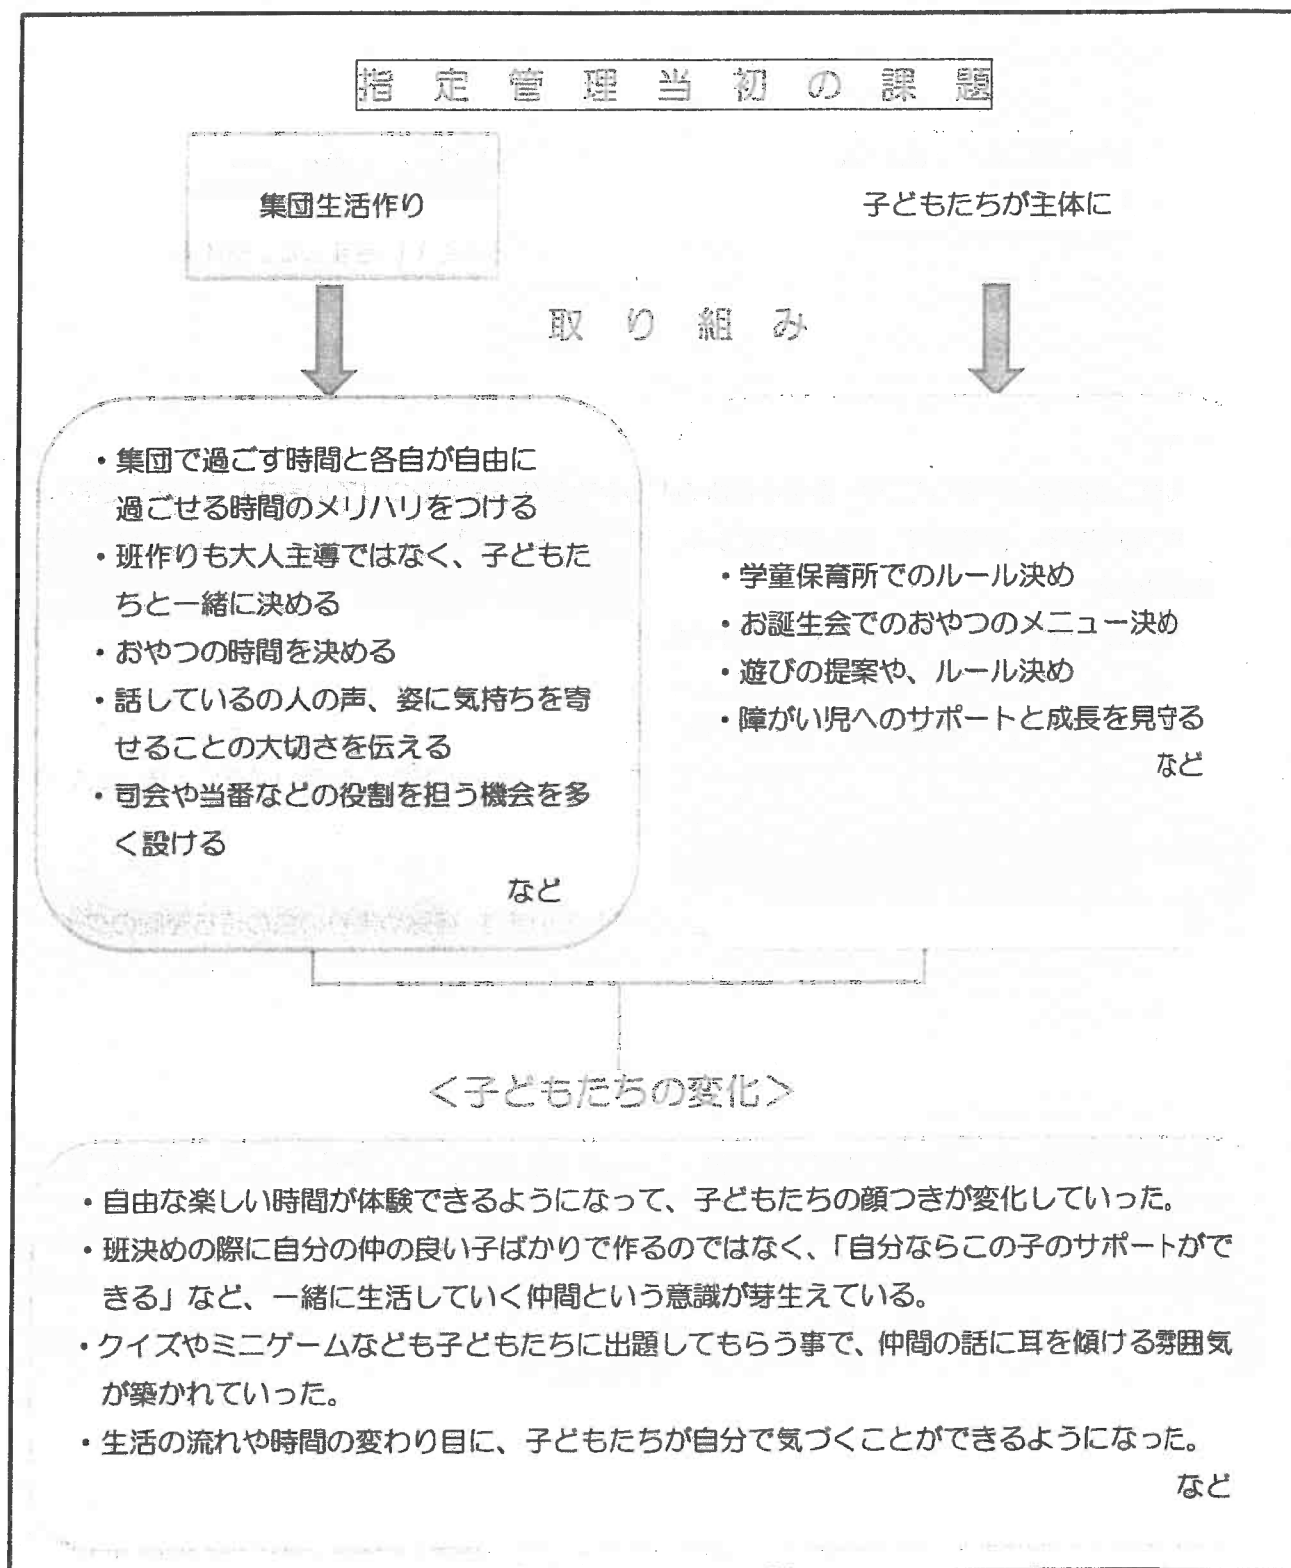 指定管理当初の課題
集団生活作り
子どもたちが主体に
取り組み
・集団で過ごす時間と各自が自由に
過ごせる時間のメリハリをつける
・班作りも大人主導ではなく、子どもた
ちと一緒に決める
・おやつの時間を決める
・話しているの人の声、姿に気持ちを寄
せることの大切さを伝える
・司会や当番などの役割を担う機会を多
く設ける
など
・学童保育所でのルール決め
・お誕生会でのおやつのメニュー決め
・遊びの提案や、ルール決め
・障がい児へのサポートと成長を見守る
など
＜子どもたちの変化＞
・自由な楽しい時間が体験できるようになって、子どもたちの顔つきが変化していった。
・班決めの際に自分の仲の良い子ばかりで作るのではなく、「自分ならこの子のサポートがで
きる」など、一緒に生活していく仲間という意識が芽生えている。
・クイズやミニゲームなども子どもたちに出題してもらう事で、仲間の話に耳を傾ける雰囲気
が築かれていった。
・生活の流れや時間の変わり目に、子どもたちが自分で気づくことができるようになった。
など